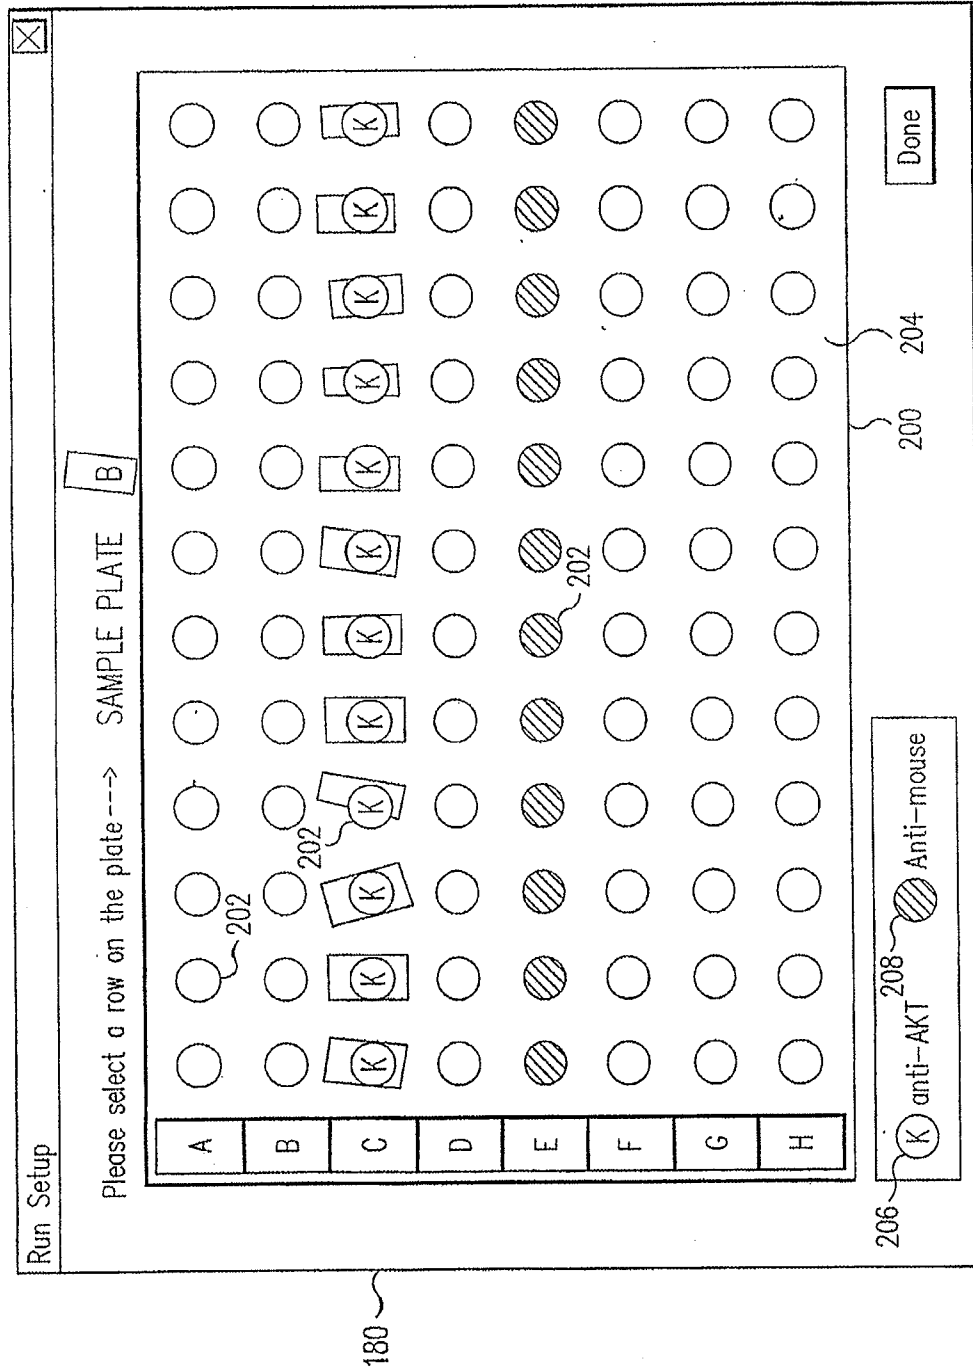 Run Setup
Please select a row on the plate ---> SAMPLE PLATE B
A
202
B
202
C K K K K K K K K K K K K
D
E
202
F
G
H
200
204
206 K anti-AKT 208 Anti-mouse
Done
180